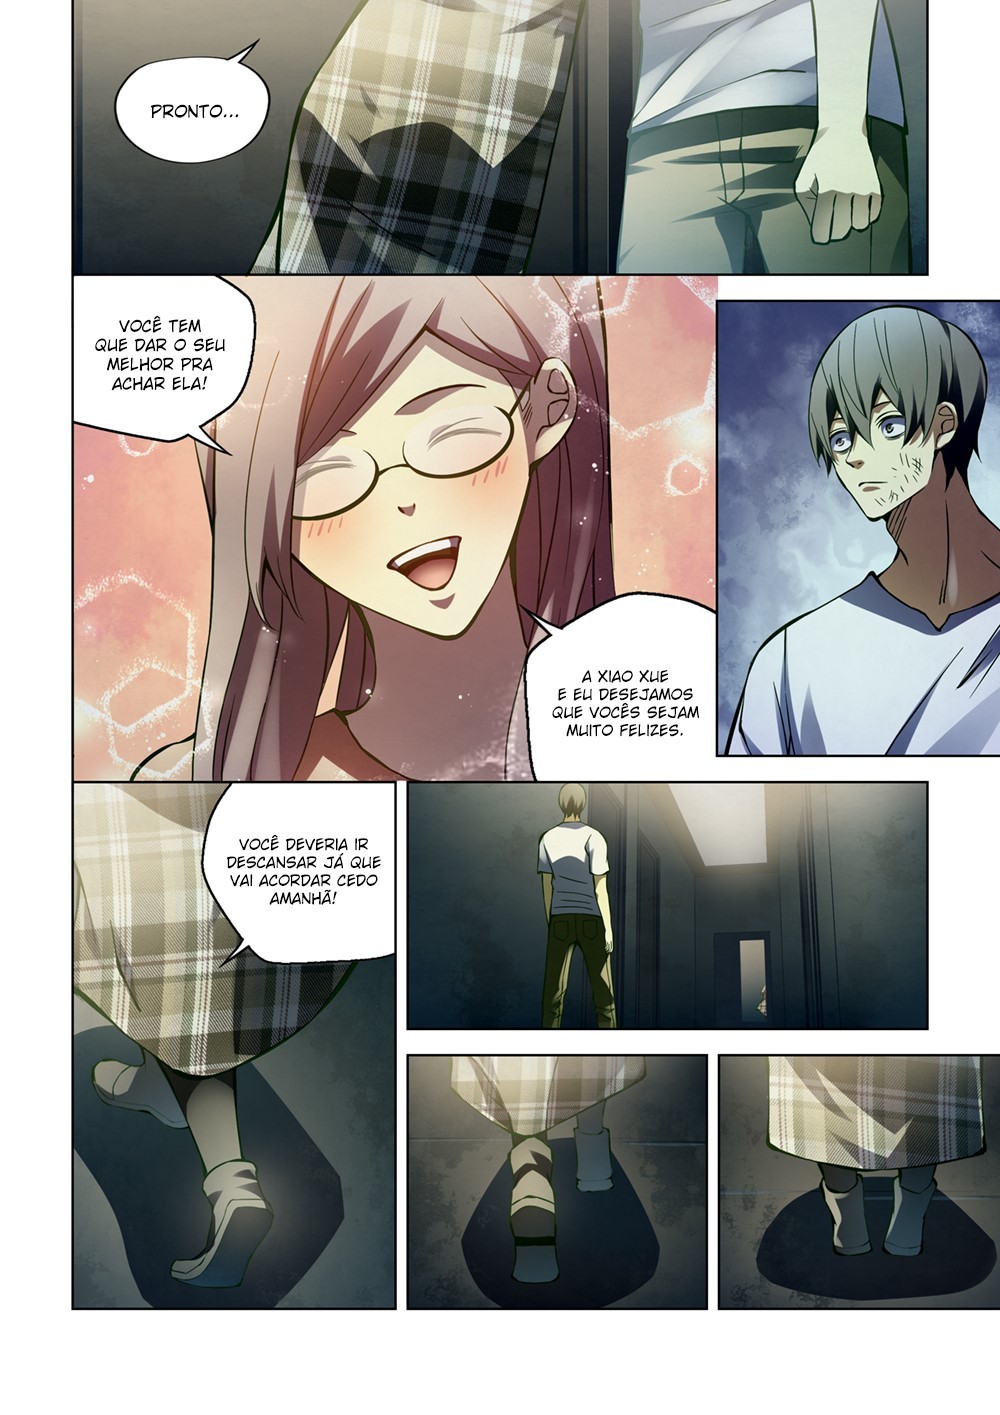 PRONTO...
VOCÊ TEM
QUE DAR O SEU
MELHOR PRA
ACHAR ELA!
A XIAO XUE
E EU DESEJAMOS
QUE VOCÊS SEJAM
MUITO FELIZES.
VOCÊ DEVERIA IR
DESCANSAR JÁ QUE
VAI ACORDAR CEDO
AMANHÃ!